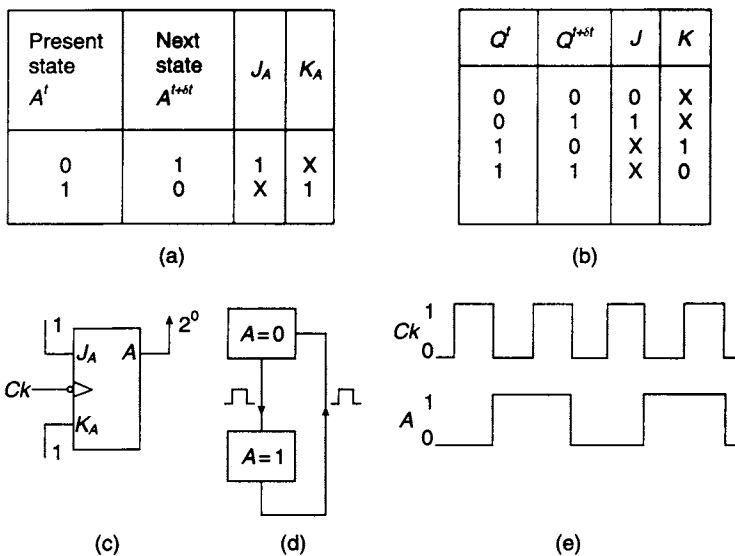 Present state A^t | Next state A^{t+δt} | J_A | K_A
0 | 1 | 1 | X
1 | 0 | X | 1
(a)
Q^t | Q^{t+δt} | J | K
0 | 0 | 0 | X
0 | 1 | 1 | X
1 | 0 | X | 1
1 | 1 | X | 0
(b)
1
J_A A 2^0
Ck
K_A
1
(c)
A = 0
A = 1
(d)
1
Ck
0
1
A
0
(e)